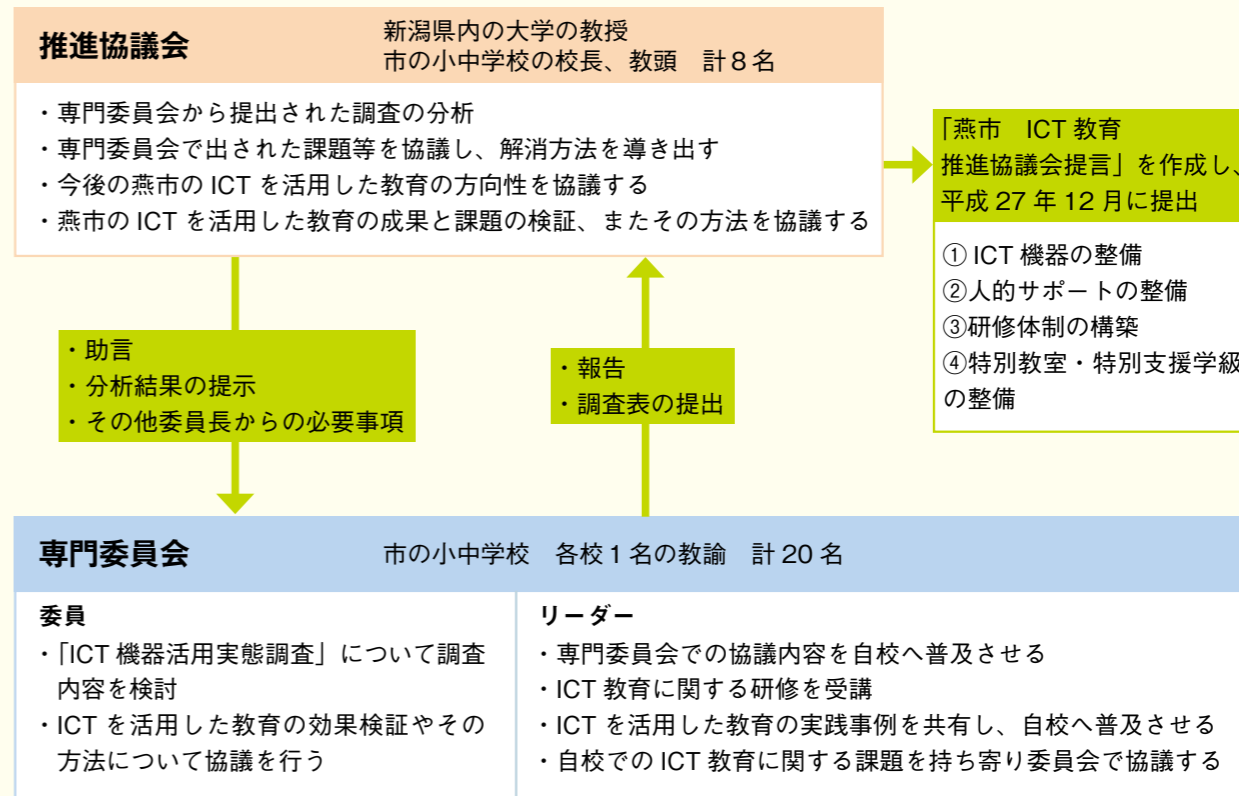 推進協議会
新潟県内の大学の教授
市の小中学校の校長、教頭　計8名
・専門委員会から提出された調査の分析
・専門委員会で出された課題等を協議し、解消方法を導き出す
・今後の燕市の ICT を活用した教育の方向性を協議する
・燕市の ICT を活用した教育の成果と課題の検証、またその方法を協議する
「燕市　ICT 教育
推進協議会提言」を作成し、
平成 27 年 12 月に提出
① ICT 機器の整備
②人的サポートの整備
③研修体制の構築
④特別教室・特別支援学級
の整備
・助言
・分析結果の提示
・その他委員長からの必要事項
・報告
・調査表の提出
専門委員会
市の小中学校　各校 1 名の教諭　計 20 名
委員
・「ICT 機器活用実態調査」について調査
内容を検討
・ICT を活用した教育の効果検証やその
方法について協議を行う
リーダー
・専門委員会での協議内容を自校へ普及させる
・ICT 教育に関する研修を受講
・ICT を活用した教育の実践事例を共有し、自校へ普及させる
・自校での ICT 教育に関する課題を持ち寄り委員会で協議する